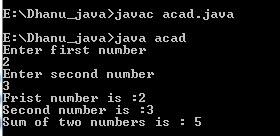 E:\Dhanu_java>javac acad.java
E:\Dhanu_java>java acad
Enter first number
2
Enter second number
3
Frist number is :2
Second number is :3
Sum of two numbers is : 5